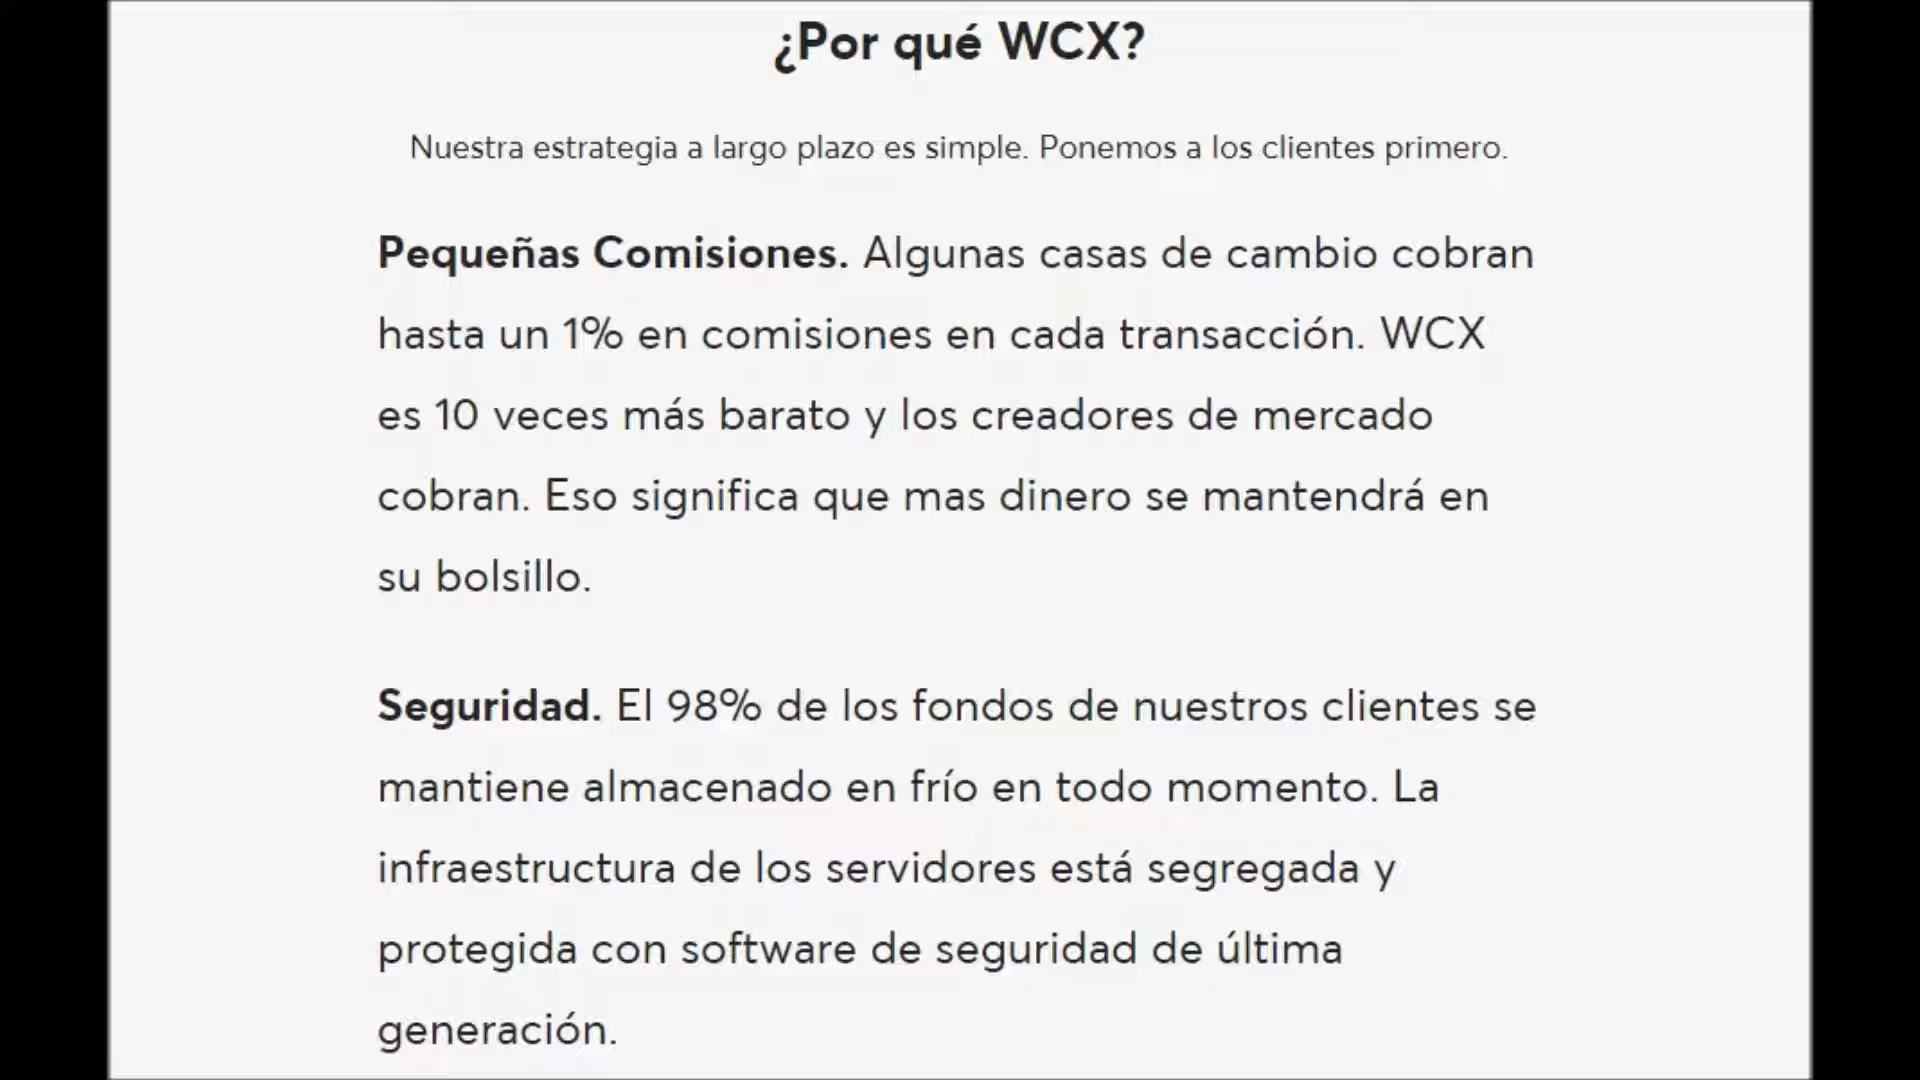 ¿Por qué WCX?
Nuestra estrategia a largo plazo es simple. Ponemos a los clientes primero.
Pequeñas Comisiones. Algunas casas de cambio cobran
hasta un 1% en comisiones en cada transacción. WCX
es 10 veces más barato y los creadores de mercado
cobran. Eso significa que mas dinero se mantendrá en
su bolsillo.
Seguridad. El 98% de los fondos de nuestros clientes se
mantiene almacenado en frío en todo momento. La
infraestructura de los servidores está segregada y
protegida con software de seguridad de última
generación.